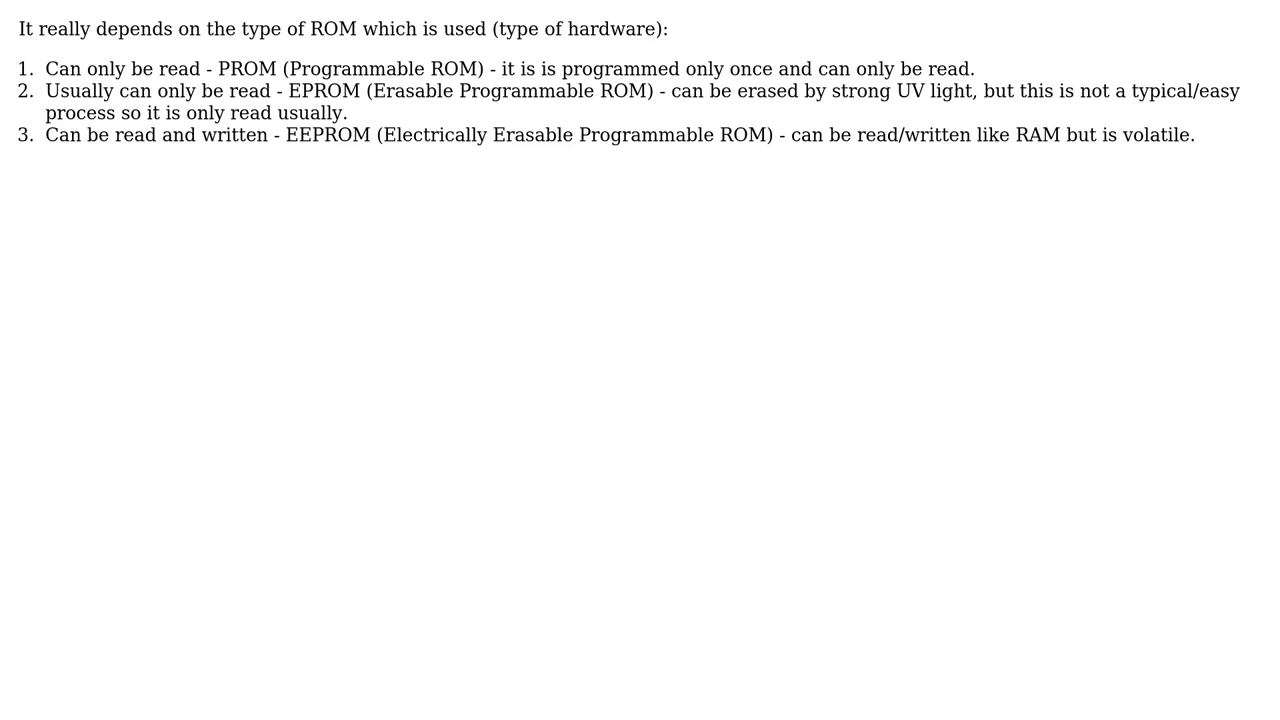 It really depends on the type of ROM which is used (type of hardware):
1. Can only be read - PROM (Programmable ROM) - it is is programmed only once and can only be read.
2. Usually can only be read - EPROM (Erasable Programmable ROM) - can be erased by strong UV light, but this is not a typical/easy
process so it is only read usually.
3. Can be read and written - EEPROM (Electrically Erasable Programmable ROM) - can be read/written like RAM but is volatile.